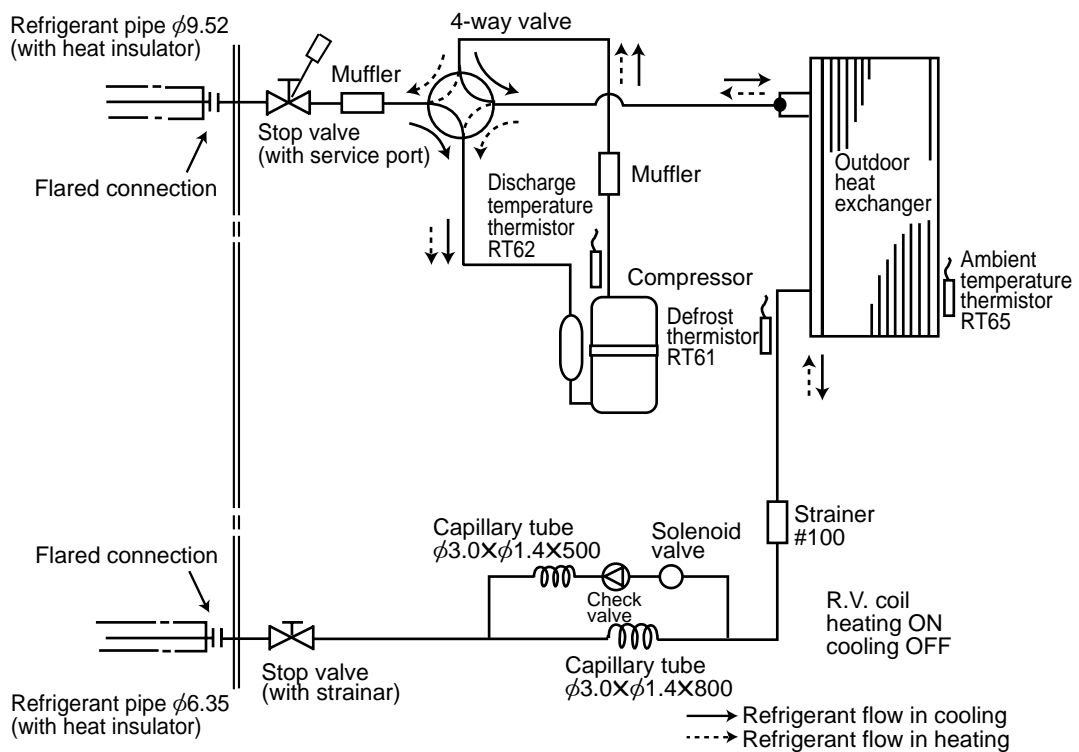 Refrigerant pipe ϕ9.52
(with heat insulator)
4-way valve
Muffler
Stop valve
(with service port)
Flared connection
Discharge
temperature
thermistor
RT62
Muffler
Outdoor
heat
exchanger
Compressor
Defrost
thermistor
RT61
Ambient
temperature
thermistor
RT65
Capillary tube
ϕ3.0×ϕ1.4×500
Solenoid
valve
Strainer
#100
Flared connection
Check
valve
R.V. coil
heating ON
cooling OFF
Stop valve
(with strainar)
Capillary tube
ϕ3.0×ϕ1.4×800
Refrigerant pipe ϕ6.35
(with heat insulator)
Refrigerant flow in cooling
Refrigerant flow in heating